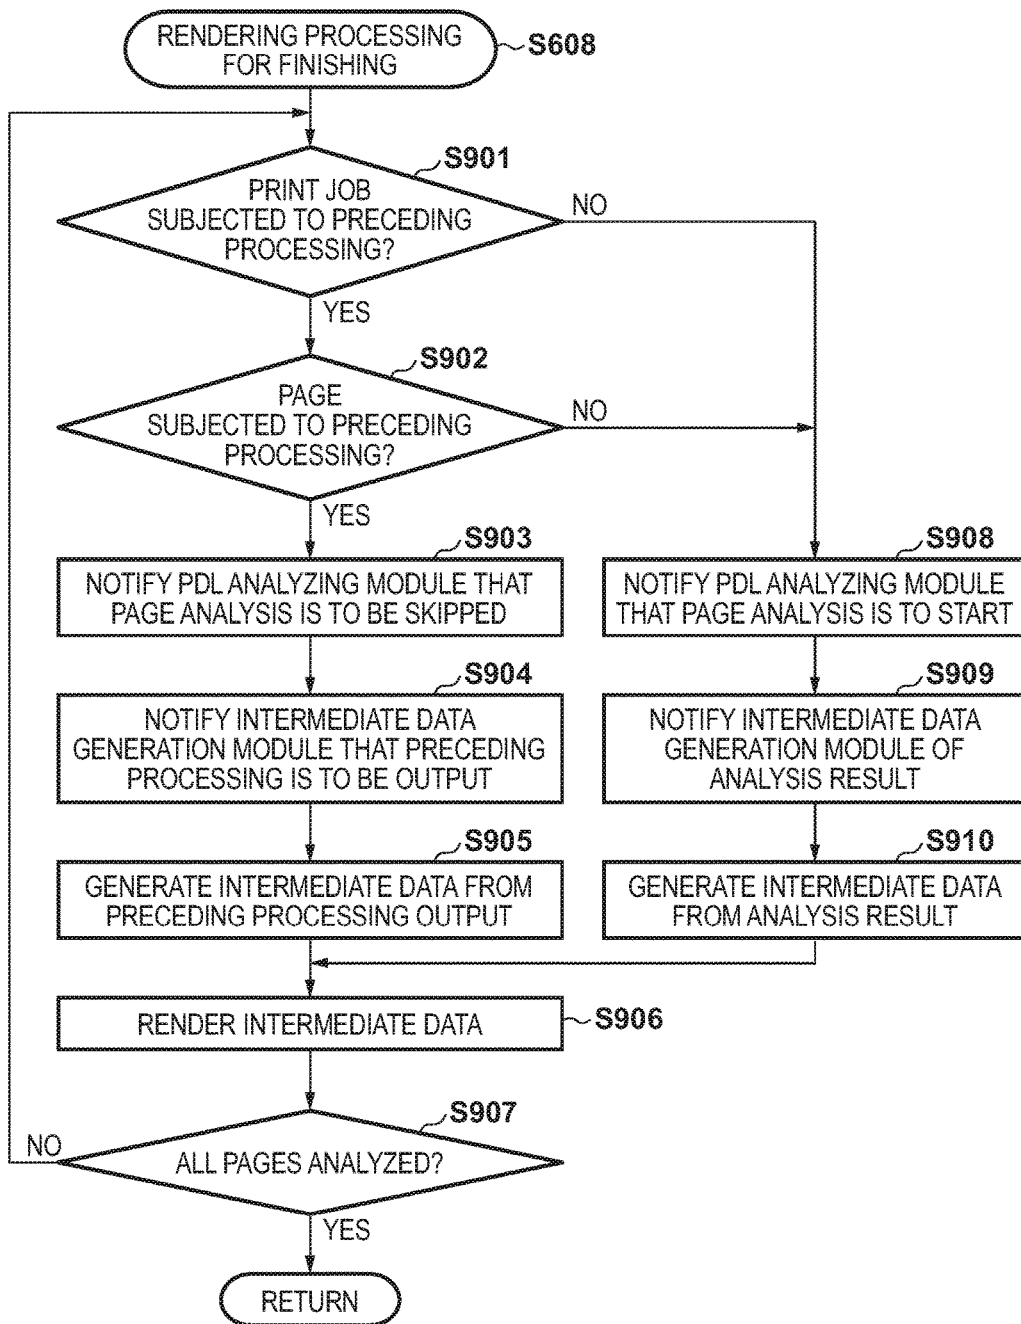 RENDERING PROCESSING
FOR FINISHING
S608
S901
PRINT JOB
SUBJECTED TO PRECEDING
PROCESSING?
NO
YES
S902
PAGE
SUBJECTED TO PRECEDING
PROCESSING?
NO
YES
S903
NOTIFY PDL ANALYZING MODULE THAT
PAGE ANALYSIS IS TO BE SKIPPED
S908
NOTIFY PDL ANALYZING MODULE
THAT PAGE ANALYSIS IS TO START
S904
NOTIFY INTERMEDIATE DATA
GENERATION MODULE THAT PRECEDING
PROCESSING IS TO BE OUTPUT
S909
NOTIFY INTERMEDIATE DATA
GENERATION MODULE OF
ANALYSIS RESULT
S905
GENERATE INTERMEDIATE DATA FROM
PRECEDING PROCESSING OUTPUT
S910
GENERATE INTERMEDIATE DATA
FROM ANALYSIS RESULT
RENDER INTERMEDIATE DATA
S906
S907
NO
ALL PAGES ANALYZED?
YES
RETURN